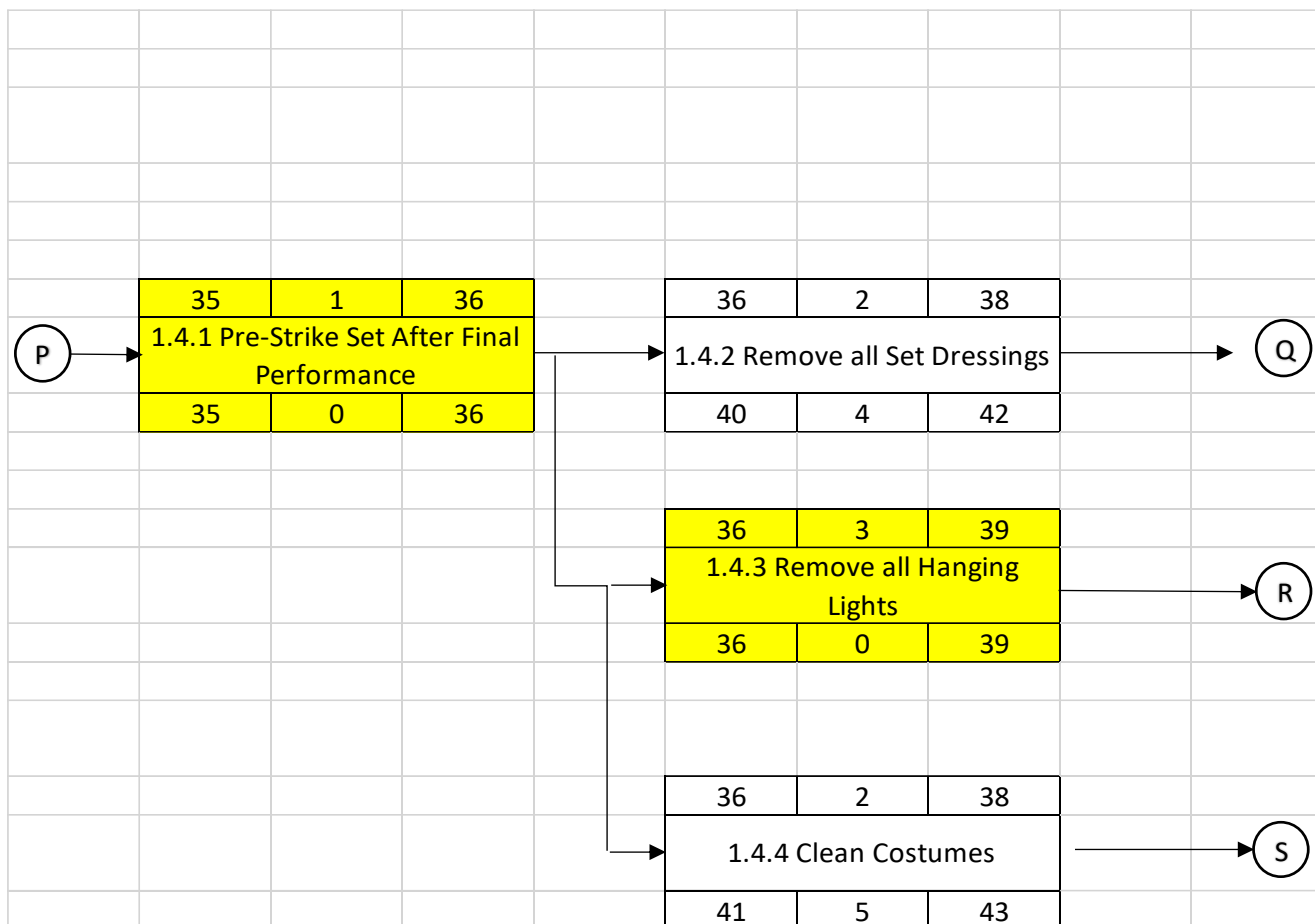 35 1 36 36 2 38
P 1.4.1 Pre-Strike Set After Final
Performance 1.4.2 Remove all Set Dressings Q
35 0 36 40 4 42
36 3 39
1.4.3 Remove all Hanging
Lights R
36 0 39
36 2 38
1.4.4 Clean Costumes S
41 5 43